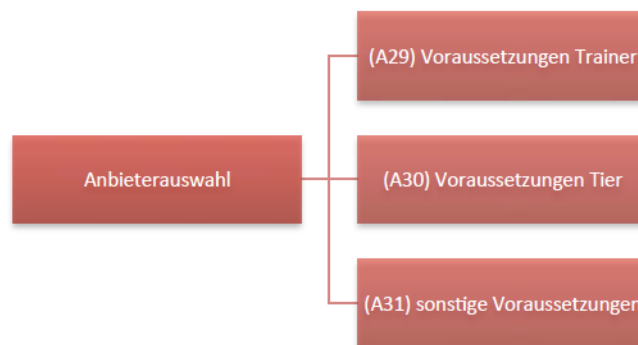 (A29) Voraussetzungen Trainer
Anbieterauswahl
(A30) Voraussetzungen Tier
(A31) sonstige Voraussetzungen